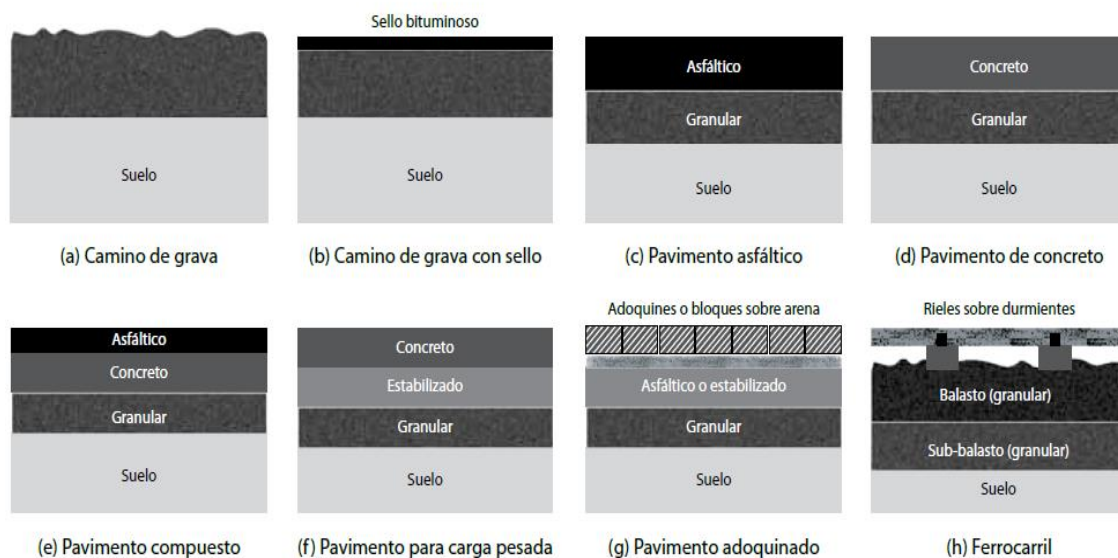 Sello bituminoso
Suelo
(a) Camino de grava
Suelo
(b) Camino de grava con sello
Asfáltico
Granular
Suelo
(c) Pavimento asfáltico
Concreto
Granular
Suelo
(d) Pavimento de concreto
Asfáltico
Concreto
Granular
Suelo
(e) Pavimento compuesto
Concreto
Estabilizado
Granular
Suelo
(f) Pavimento para carga pesada
Adoquines o bloques sobre arena
Asfáltico o estabilizado
Granular
Suelo
(g) Pavimento adoquinado
Rieles sobre durmientes
Balasto (granular)
Sub-balasto (granular)
Suelo
(h) Ferrocarril